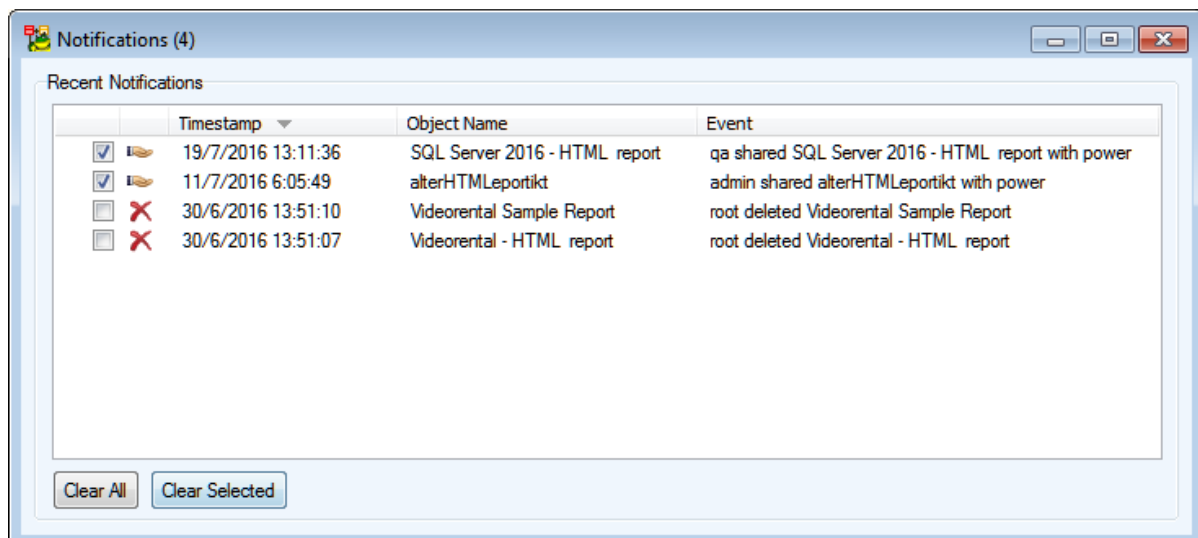 Notifications (4)
Recent Notifications
Timestamp Object Name Event
19/7/2016 13:11:36 SQL Server 2016 - HTML report qa shared SQL Server 2016 - HTML report with power
11/7/2016 6:05:49 alterHTMLeportikt admin shared alterHTMLeportikt with power
30/6/2016 13:51:10 Videorental Sample Report root deleted Videorental Sample Report
30/6/2016 13:51:07 Videorental - HTML report root deleted Videorental - HTML report
Clear All Clear Selected